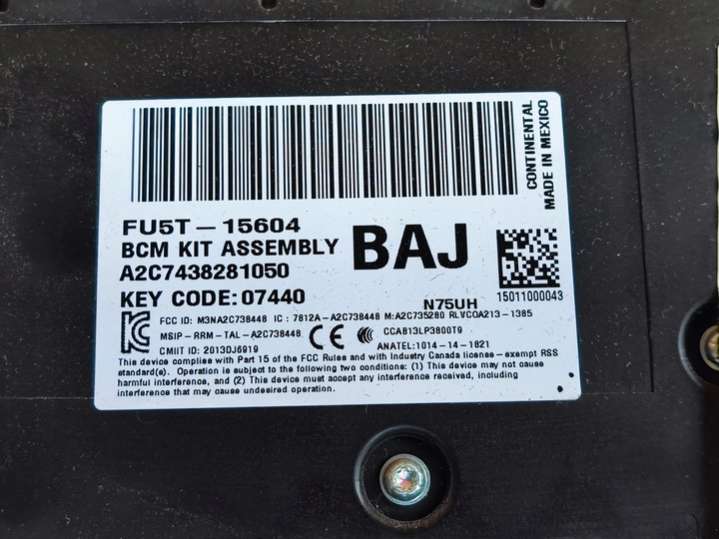 CONTINENTAL
MADE IN MEXICO
FU5T-15604
BCM KIT ASSEMBLY
BAJ
A2C7438281050
KEY CODE:07440
N75UH
15011000043
FCC ID: M3NA2C738448 IC : 7812A-A2C738448 M:A2C735280 RLVCOA213-1385
MSIP-RRM-TAL-A2C738448
CE
CCC
CCAB13LP3800T9
CMIIT ID: 2013DJ6919
ANATEL:1014-14-1821
This device complies with Part 15 of the FCC Rules and with Industry Canada license-exempt RSS
standard(s). Operation is subject to the following two conditions: (1) This device may not cause
harmful interference, and (2) This device must accept any interference received, including
interference that may cause undesired operation.